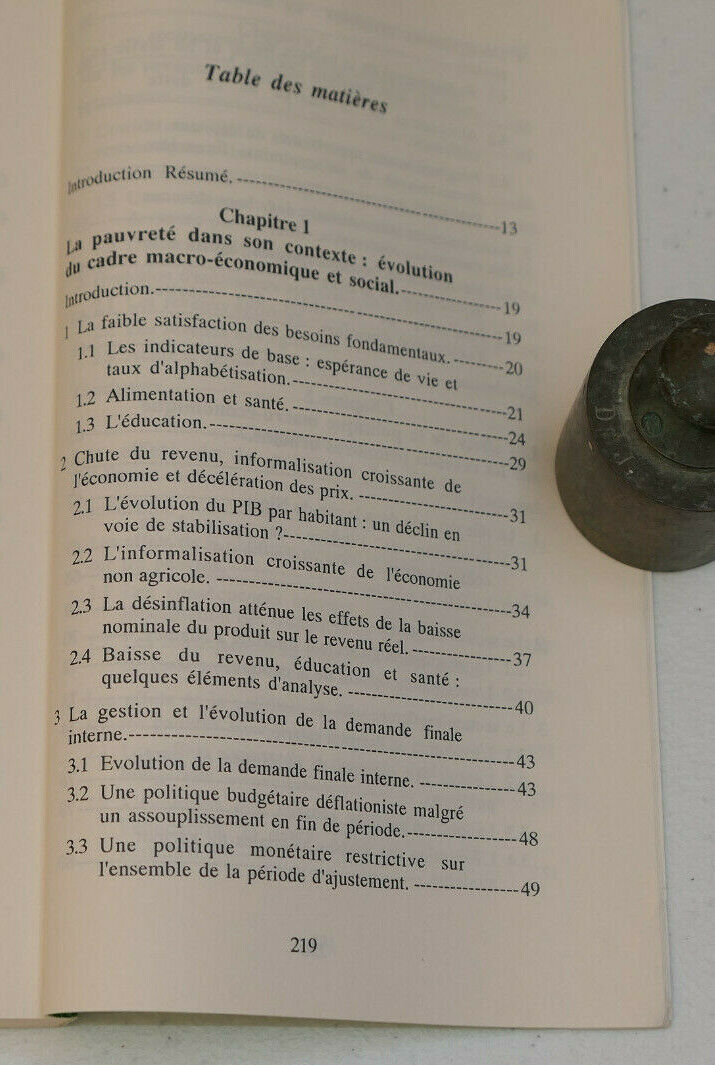 Table des matières
Introduction Résumé.------------------------------13
Chapitre 1
La pauvreté dans son contexte : évolution
du cadre macro-économique et social.----------------19
Introduction.------------------------------------------19
1 La faible satisfaction des besoins fondamentaux. --------20
1.1 Les indicateurs de base : espérance de vie et
taux d'alphabétisation.------------------------------21
1.2 Alimentation et santé. ------------------------------24
1.3 L'éducation.------------------------------------------29
2 Chute du revenu, informalisation croissante de
l'économie et décélération des prix. --------------------31
2.1 L'évolution du PIB par habitant : un déclin en
voie de stabilisation ?-------------------------------31
2.2 L'informalisation croissante de l'économie
non agricole. ----------------------------------------34
2.3 La désinflation atténue les effets de la baisse
nominale du produit sur le revenu réel. -------------37
2.4 Baisse du revenu, éducation et santé :
quelques éléments d'analyse. ----------------------40
3 La gestion et l'évolution de la demande finale
interne.--------------------------------------------------43
3.1 Evolution de la demande finale interne. ------------43
3.2 Une politique budgétaire déflationiste malgré
un assouplissement en fin de période.--------------48
3.3 Une politique monétaire restrictive sur
l'ensemble de la période d'ajustement. -------------49
219